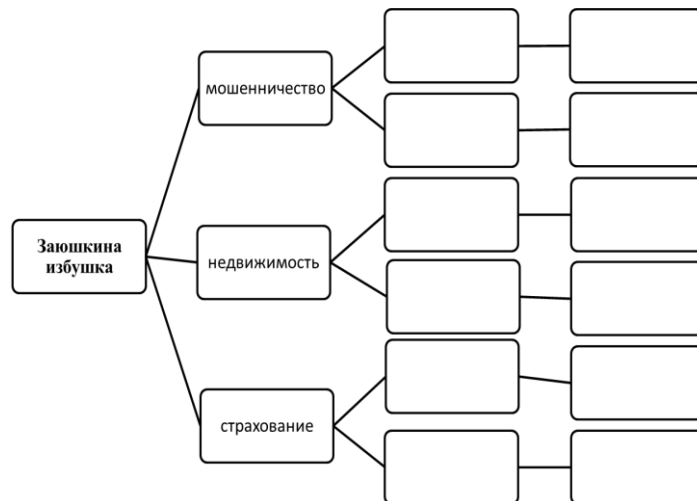 мошенничество
Заюшкина
избушка
недвижимость
страхование